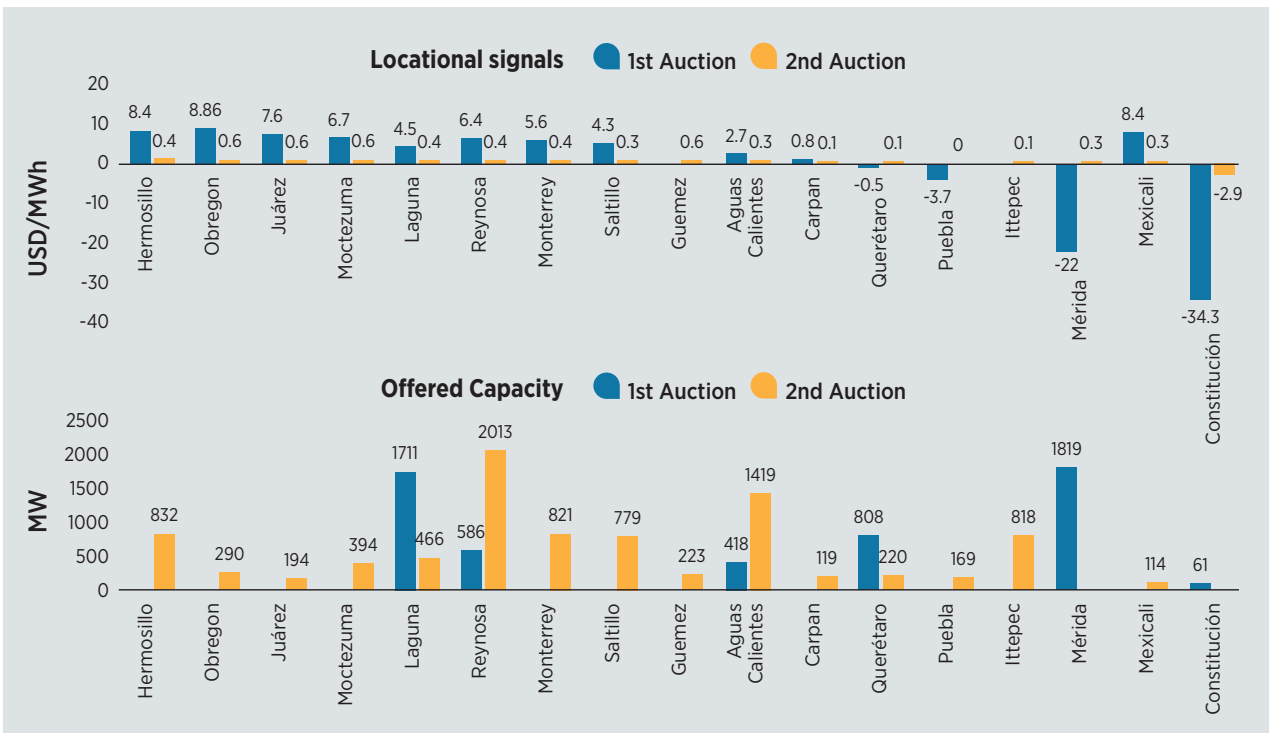 Locational signals 1st Auction 2nd Auction
USD/MWh
20
10
0
-10
-20
-30
-40
8.4 0.4 8.86 0.6 7.6 0.6 6.7 0.6 4.5 0.4 6.4 0.4 5.6 0.4 4.3 0.3 0.6 2.7 0.3 0.8 0.1 -0.5 0.1 -3.7 0 0.1 -22 0.3 8.4 0.3 -34.3 -2.9
Hermosillo
Obregon
Juárez
Moctezuma
Laguna
Reynosa
Monterrey
Saltillo
Guemez
Aguas
Calientes
Carpan
Querétaro
Puebla
Ittepec
Mérida
Mexicali
Constitución
Offered Capacity 1st Auction 2nd Auction
MW
2500
2000
1500
1000
500
0
832 290 194 394 1711 466 586 2013 821 779 223 418 1419 119 808 220 169 818 1819 114 61
Hermosillo
Obregon
Juárez
Moctezuma
Laguna
Reynosa
Monterrey
Saltillo
Guemez
Aguas
Calientes
Carpan
Querétaro
Puebla
Ittepec
Mérida
Mexicali
Constitución